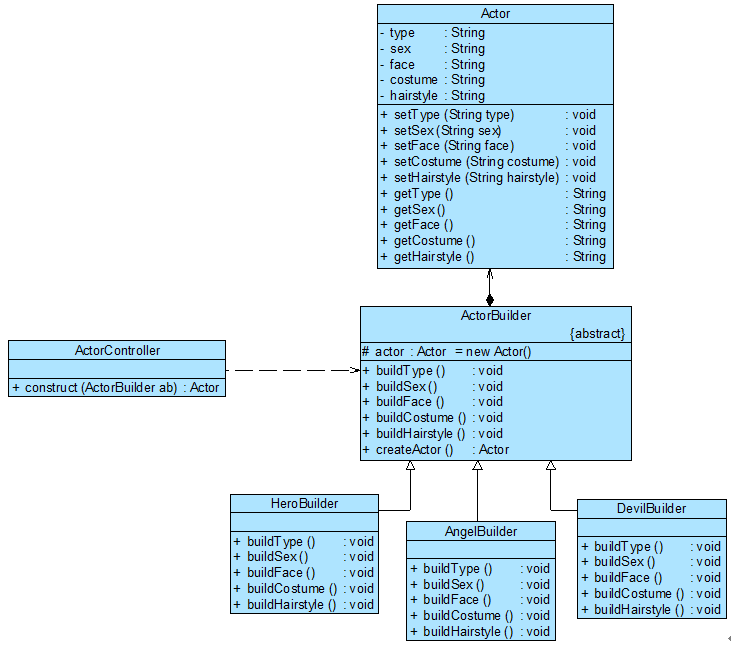 Actor
- type : String
- sex : String
- face : String
- costume : String
- hairstyle : String
+ setType (String type) : void
+ setSex (String sex) : void
+ setFace (String face) : void
+ setCostume (String costume) : void
+ setHairstyle (String hairstyle) : void
+ getType () : String
+ getSex () : String
+ getFace () : String
+ getCostume () : String
+ getHairstyle () : String
ActorBuilder
{abstract}
# actor : Actor = new Actor()
+ buildType () : void
+ buildSex () : void
+ buildFace () : void
+ buildCostume () : void
+ buildHairstyle () : void
+ createActor () : Actor
ActorController
+ construct (ActorBuilder ab) : Actor
HeroBuilder
+ buildType () : void
+ buildSex () : void
+ buildFace () : void
+ buildCostume () : void
+ buildHairstyle () : void
AngelBuilder
+ buildType () : void
+ buildSex () : void
+ buildFace () : void
+ buildCostume () : void
+ buildHairstyle () : void
DevilBuilder
+ buildType () : void
+ buildSex () : void
+ buildFace () : void
+ buildCostume () : void
+ buildHairstyle () : void